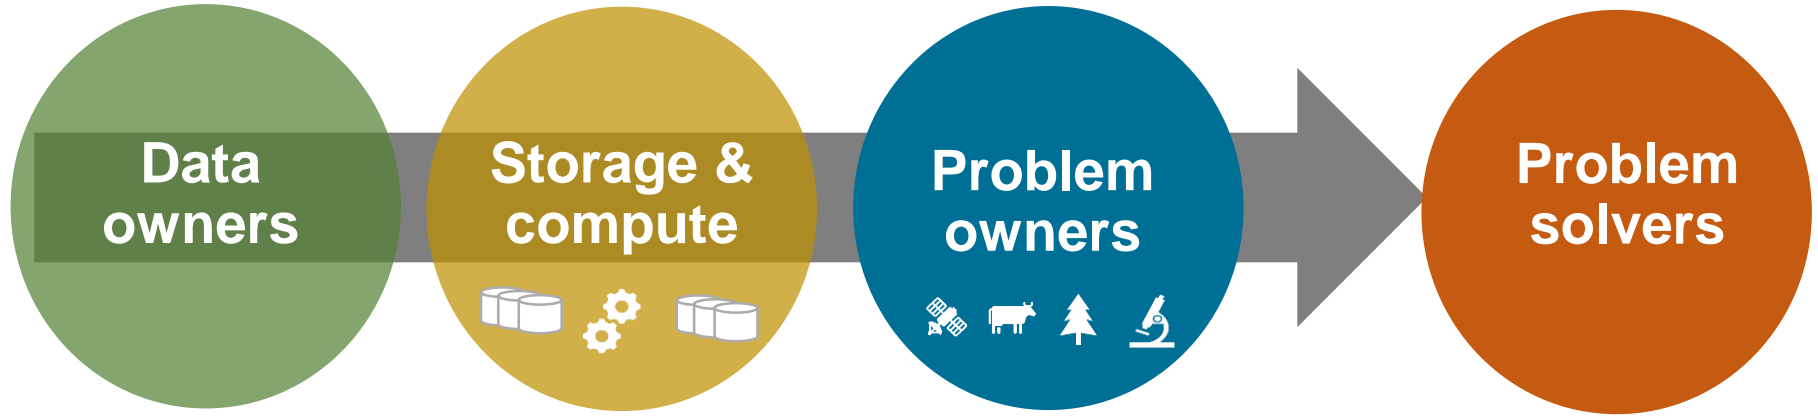 Data
owners
Storage &
compute
Problem
owners
Problem
solvers